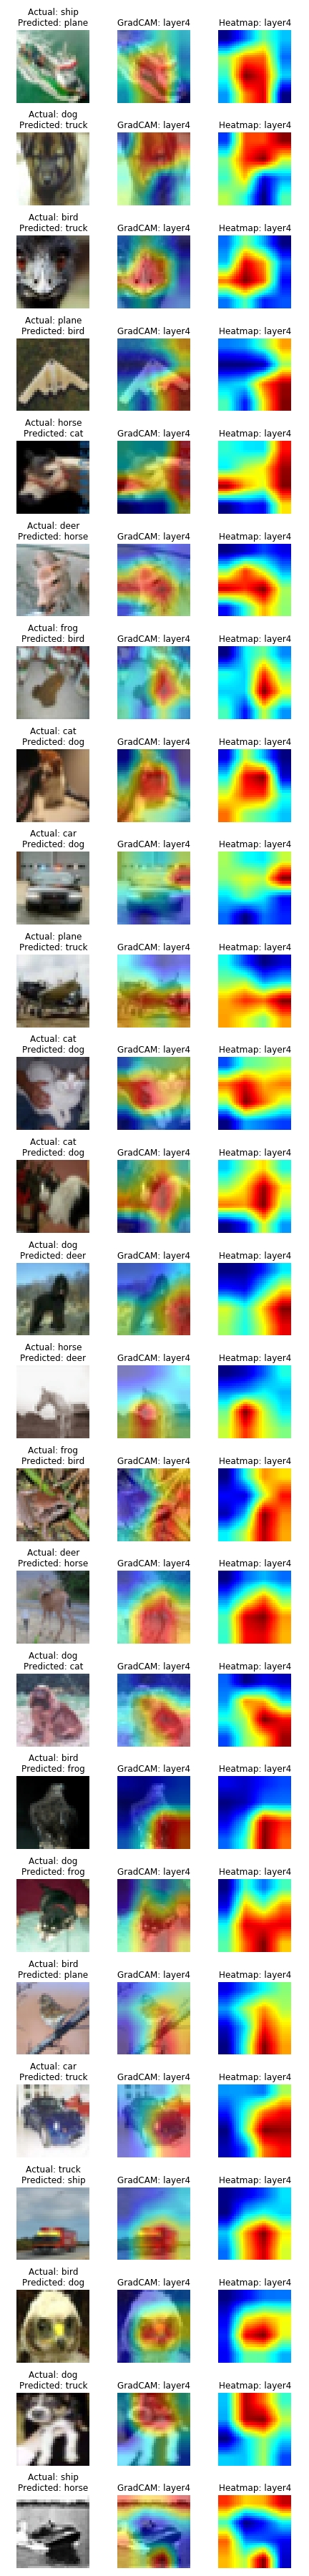 Actual: ship
Predicted: plane
GradCAM: layer4
Heatmap: layer4
Actual: dog
Predicted: truck
GradCAM: layer4
Heatmap: layer4
Actual: bird
Predicted: truck
GradCAM: layer4
Heatmap: layer4
Actual: plane
Predicted: bird
GradCAM: layer4
Heatmap: layer4
Actual: horse
Predicted: cat
GradCAM: layer4
Heatmap: layer4
Actual: deer
Predicted: horse
GradCAM: layer4
Heatmap: layer4
Actual: frog
Predicted: bird
GradCAM: layer4
Heatmap: layer4
Actual: cat
Predicted: dog
GradCAM: layer4
Heatmap: layer4
Actual: car
Predicted: dog
GradCAM: layer4
Heatmap: layer4
Actual: plane
Predicted: truck
GradCAM: layer4
Heatmap: layer4
Actual: cat
Predicted: dog
GradCAM: layer4
Heatmap: layer4
Actual: cat
Predicted: dog
GradCAM: layer4
Heatmap: layer4
Actual: dog
Predicted: deer
GradCAM: layer4
Heatmap: layer4
Actual: horse
Predicted: deer
GradCAM: layer4
Heatmap: layer4
Actual: frog
Predicted: bird
GradCAM: layer4
Heatmap: layer4
Actual: deer
Predicted: horse
GradCAM: layer4
Heatmap: layer4
Actual: dog
Predicted: cat
GradCAM: layer4
Heatmap: layer4
Actual: bird
Predicted: frog
GradCAM: layer4
Heatmap: layer4
Actual: dog
Predicted: frog
GradCAM: layer4
Heatmap: layer4
Actual: bird
Predicted: plane
GradCAM: layer4
Heatmap: layer4
Actual: car
Predicted: truck
GradCAM: layer4
Heatmap: layer4
Actual: truck
Predicted: ship
GradCAM: layer4
Heatmap: layer4
Actual: bird
Predicted: dog
GradCAM: layer4
Heatmap: layer4
Actual: dog
Predicted: truck
GradCAM: layer4
Heatmap: layer4
Actual: ship
Predicted: horse
GradCAM: layer4
Heatmap: layer4